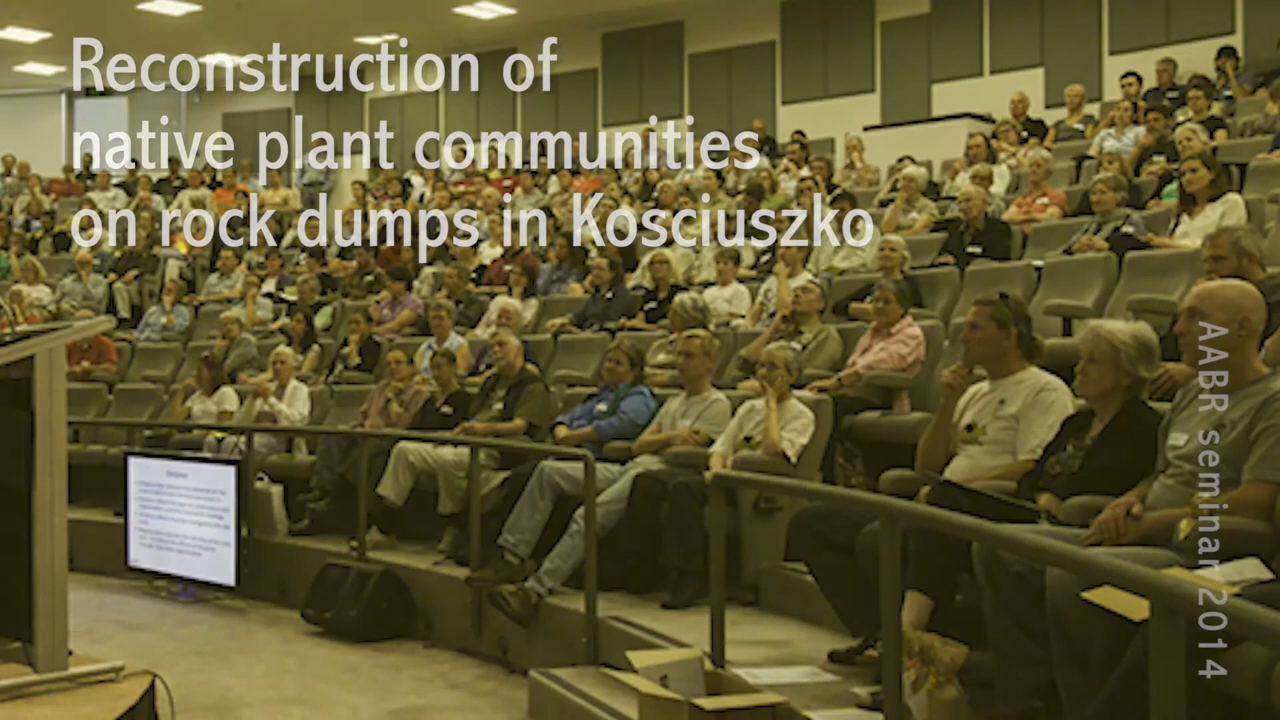 Reconstruction of
native plant communities
on rock dumps in Kosciuszko
AABR seminar 2014